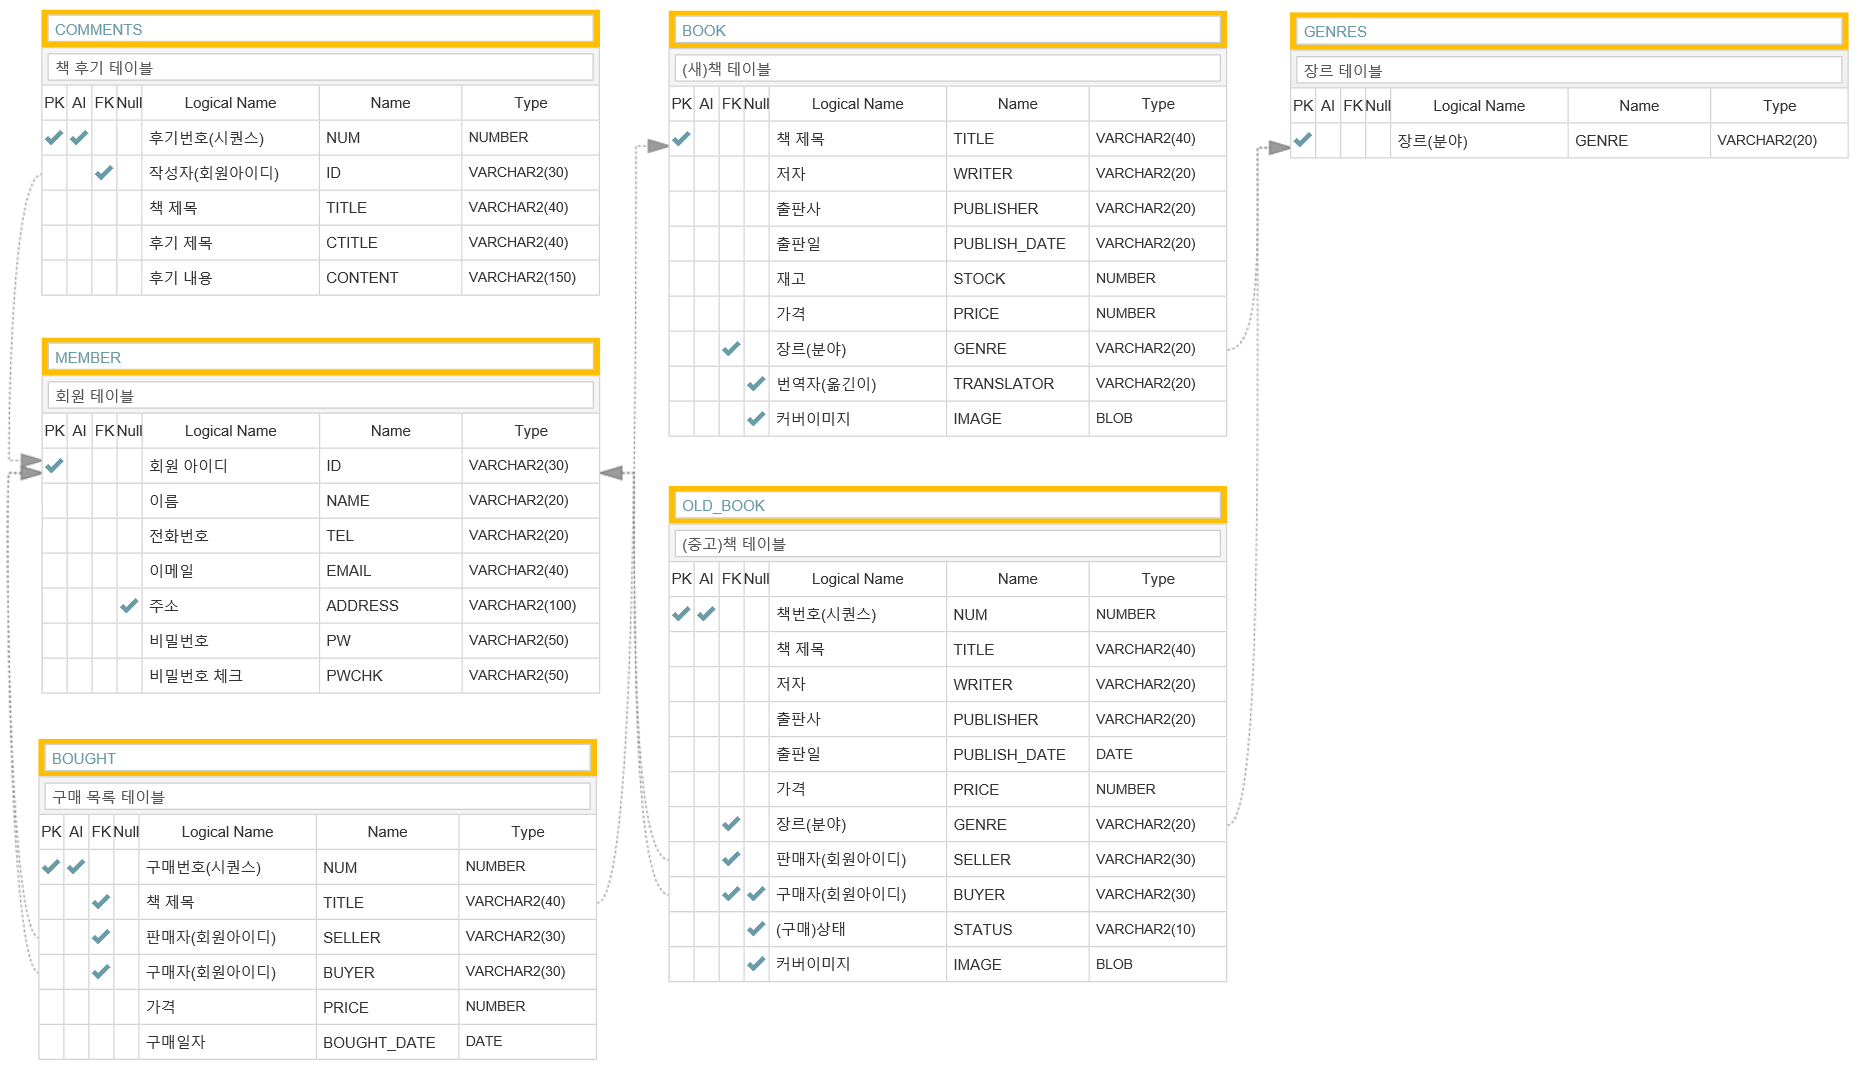 COMMENTS
책 후기 테이블
PK AI FK Null Logical Name Name Type
후기번호(시퀀스) NUM NUMBER
작성자(회원아이디) ID VARCHAR2(30)
책 제목 TITLE VARCHAR2(40)
후기 제목 CTITLE VARCHAR2(40)
후기 내용 CONTENT VARCHAR2(150)
MEMBER
회원 테이블
PK AI FK Null Logical Name Name Type
회원 아이디 ID VARCHAR2(30)
이름 NAME VARCHAR2(20)
전화번호 TEL VARCHAR2(20)
이메일 EMAIL VARCHAR2(40)
주소 ADDRESS VARCHAR2(100)
비밀번호 PW VARCHAR2(50)
비밀번호 체크 PWCHK VARCHAR2(50)
BOUGHT
구매 목록 테이블
PK AI FK Null Logical Name Name Type
구매번호(시퀀스) NUM NUMBER
책 제목 TITLE VARCHAR2(40)
판매자(회원아이디) SELLER VARCHAR2(30)
구매자(회원아이디) BUYER VARCHAR2(30)
가격 PRICE NUMBER
구매일자 BOUGHT_DATE DATE
BOOK
(새)책 테이블
PK AI FK Null Logical Name Name Type
책 제목 TITLE VARCHAR2(40)
저자 WRITER VARCHAR2(20)
출판사 PUBLISHER VARCHAR2(20)
출판일 PUBLISH_DATE VARCHAR2(20)
재고 STOCK NUMBER
가격 PRICE NUMBER
장르(분야) GENRE VARCHAR2(20)
번역자(옮긴이) TRANSLATOR VARCHAR2(20)
커버이미지 IMAGE BLOB
OLD_BOOK
(중고)책 테이블
PK AI FK Null Logical Name Name Type
책번호(시퀀스) NUM NUMBER
책 제목 TITLE VARCHAR2(40)
저자 WRITER VARCHAR2(20)
출판사 PUBLISHER VARCHAR2(20)
출판일 PUBLISH_DATE DATE
가격 PRICE NUMBER
장르(분야) GENRE VARCHAR2(20)
판매자(회원아이디) SELLER VARCHAR2(30)
구매자(회원아이디) BUYER VARCHAR2(30)
(구매)상태 STATUS VARCHAR2(10)
커버이미지 IMAGE BLOB
GENRES
장르 테이블
PK AI FK Null Logical Name Name Type
장르(분야) GENRE VARCHAR2(20)